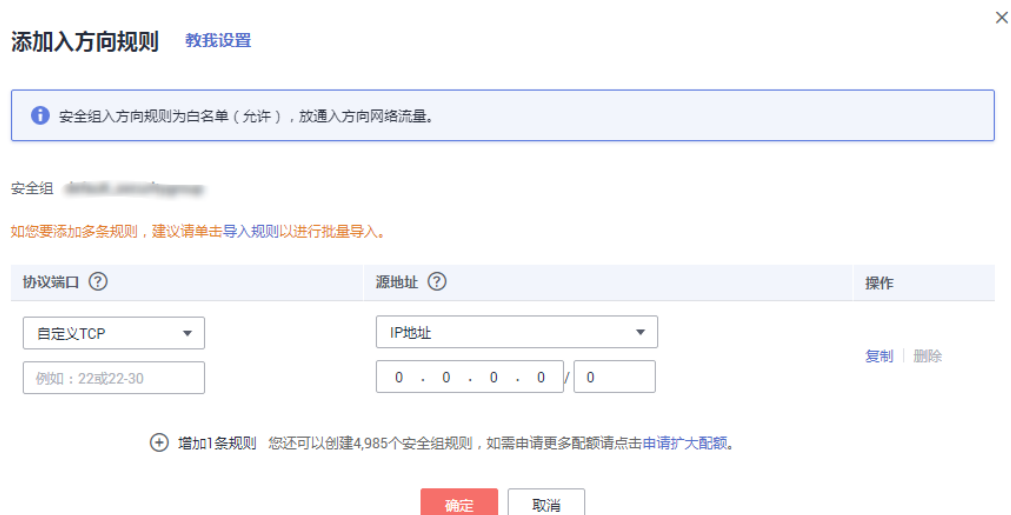 添加入方向规则 教我设置
安全组入方向规则为白名单（允许），放通入方向网络流量。
安全组
如您要添加多条规则，建议请单击导入规则以进行批量导入。
协议端口 源地址 操作
自定义TCP IP地址
复制 删除
例如：22或22-30 0 . 0 . 0 . 0 / 0
增加1条规则 您还可以创建4,985个安全组规则，如需申请更多配额请点击申请扩大配额。
确定 取消